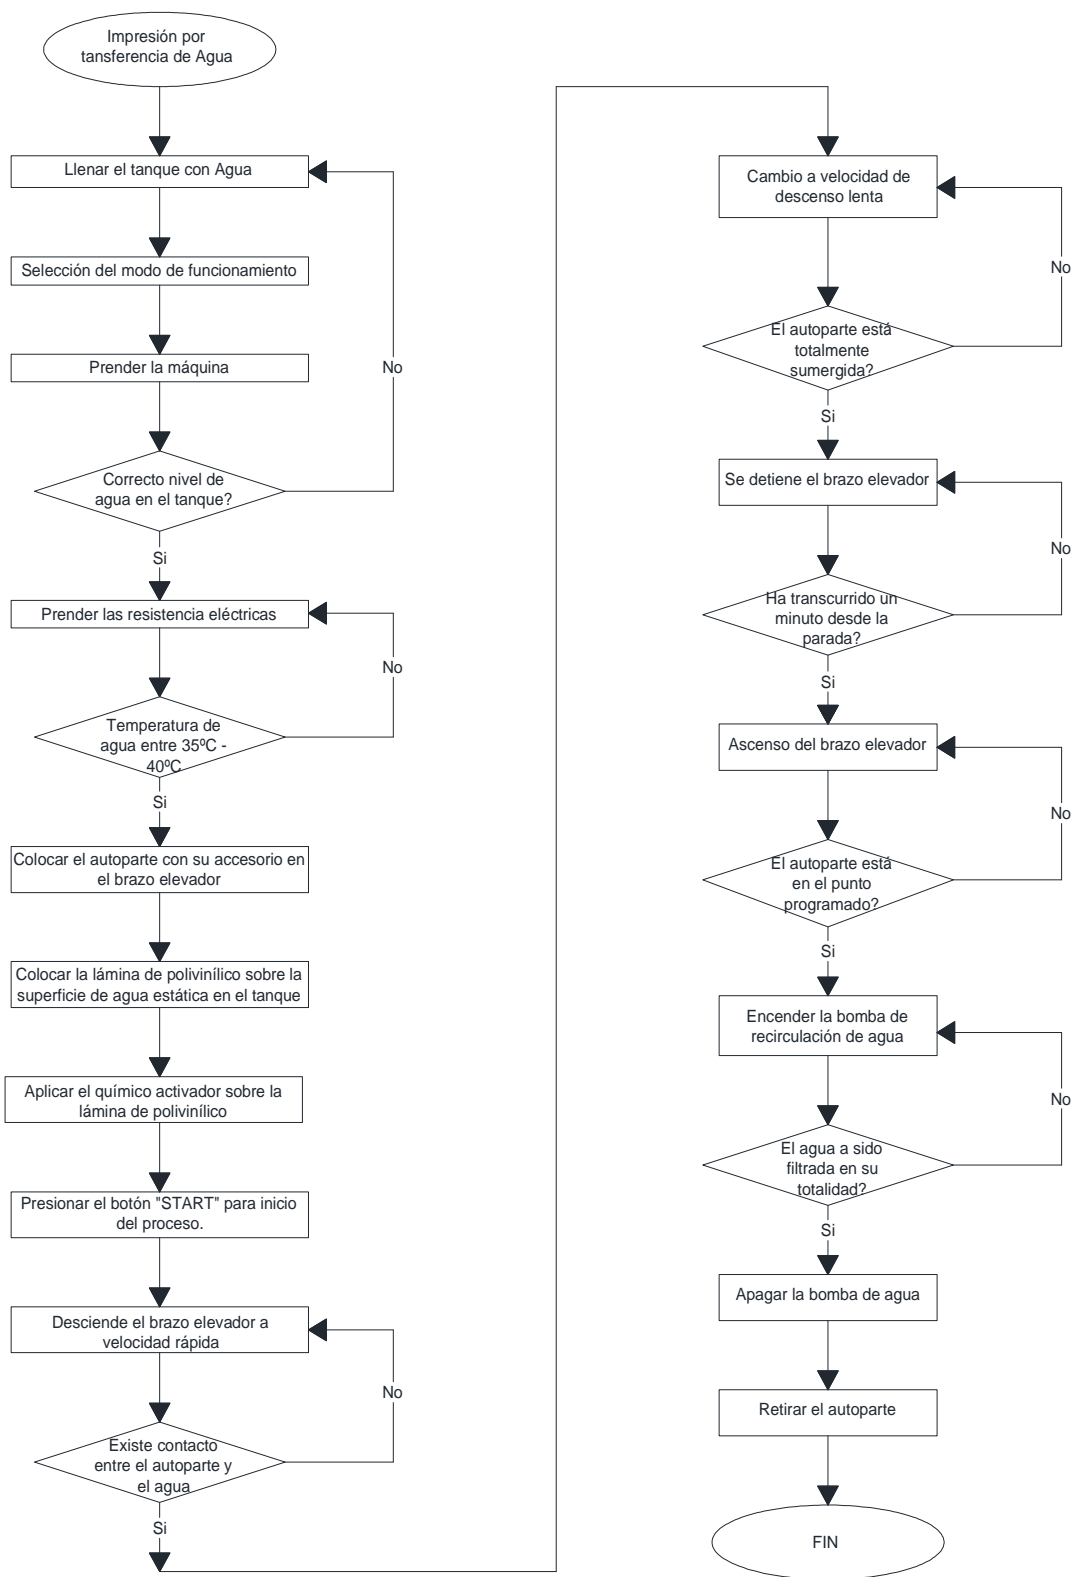 Impresión por
tansferencia de Agua
Llenar el tanque con Agua
Selección del modo de funcionamiento
Prender la máquina
No
Correcto nivel de
agua en el tanque?
Si
Prender las resistencia eléctricas
No
Temperatura de
agua entre 35ºC -
40ºC
Si
Colocar el autoparte con su accesorio en
el brazo elevador
Colocar la lámina de polivinílico sobre la
superficie de agua estática en el tanque
Aplicar el químico activador sobre la
lámina de polivinílico
Presionar el botón "START" para inicio
del proceso.
Desciende el brazo elevador a
velocidad rápida
No
Existe contacto
entre el autoparte y
el agua
Si
Cambio a velocidad de
descenso lenta
No
El autoparte está
totalmente
sumergida?
Si
Se detiene el brazo elevador
No
Ha transcurrido un
minuto desde la
parada?
Si
Ascenso del brazo elevador
No
El autoparte está
en el punto
programado?
Si
Encender la bomba de
recirculación de agua
No
El agua a sido
filtrada en su
totalidad?
Si
Apagar la bomba de agua
Retirar el autoparte
FIN